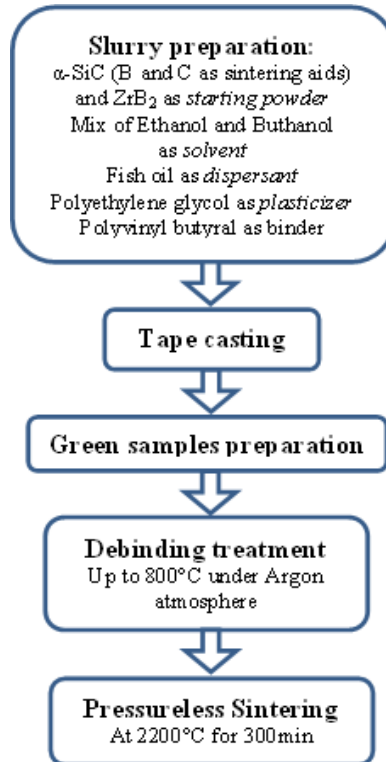 Slurry preparation:
α-SiC (B and C as sintering aids)
and ZrB₂ as starting powder
Mix of Ethanol and Buthanol
as solvent
Fish oil as dispersant
Polyethylene glycol as plasticizer
Polyvinyl butyral as binder
Tape casting
Green samples preparation
Debinding treatment
Up to 800°C under Argon
atmosphere
Pressureless Sintering
At 2200°C for 300min